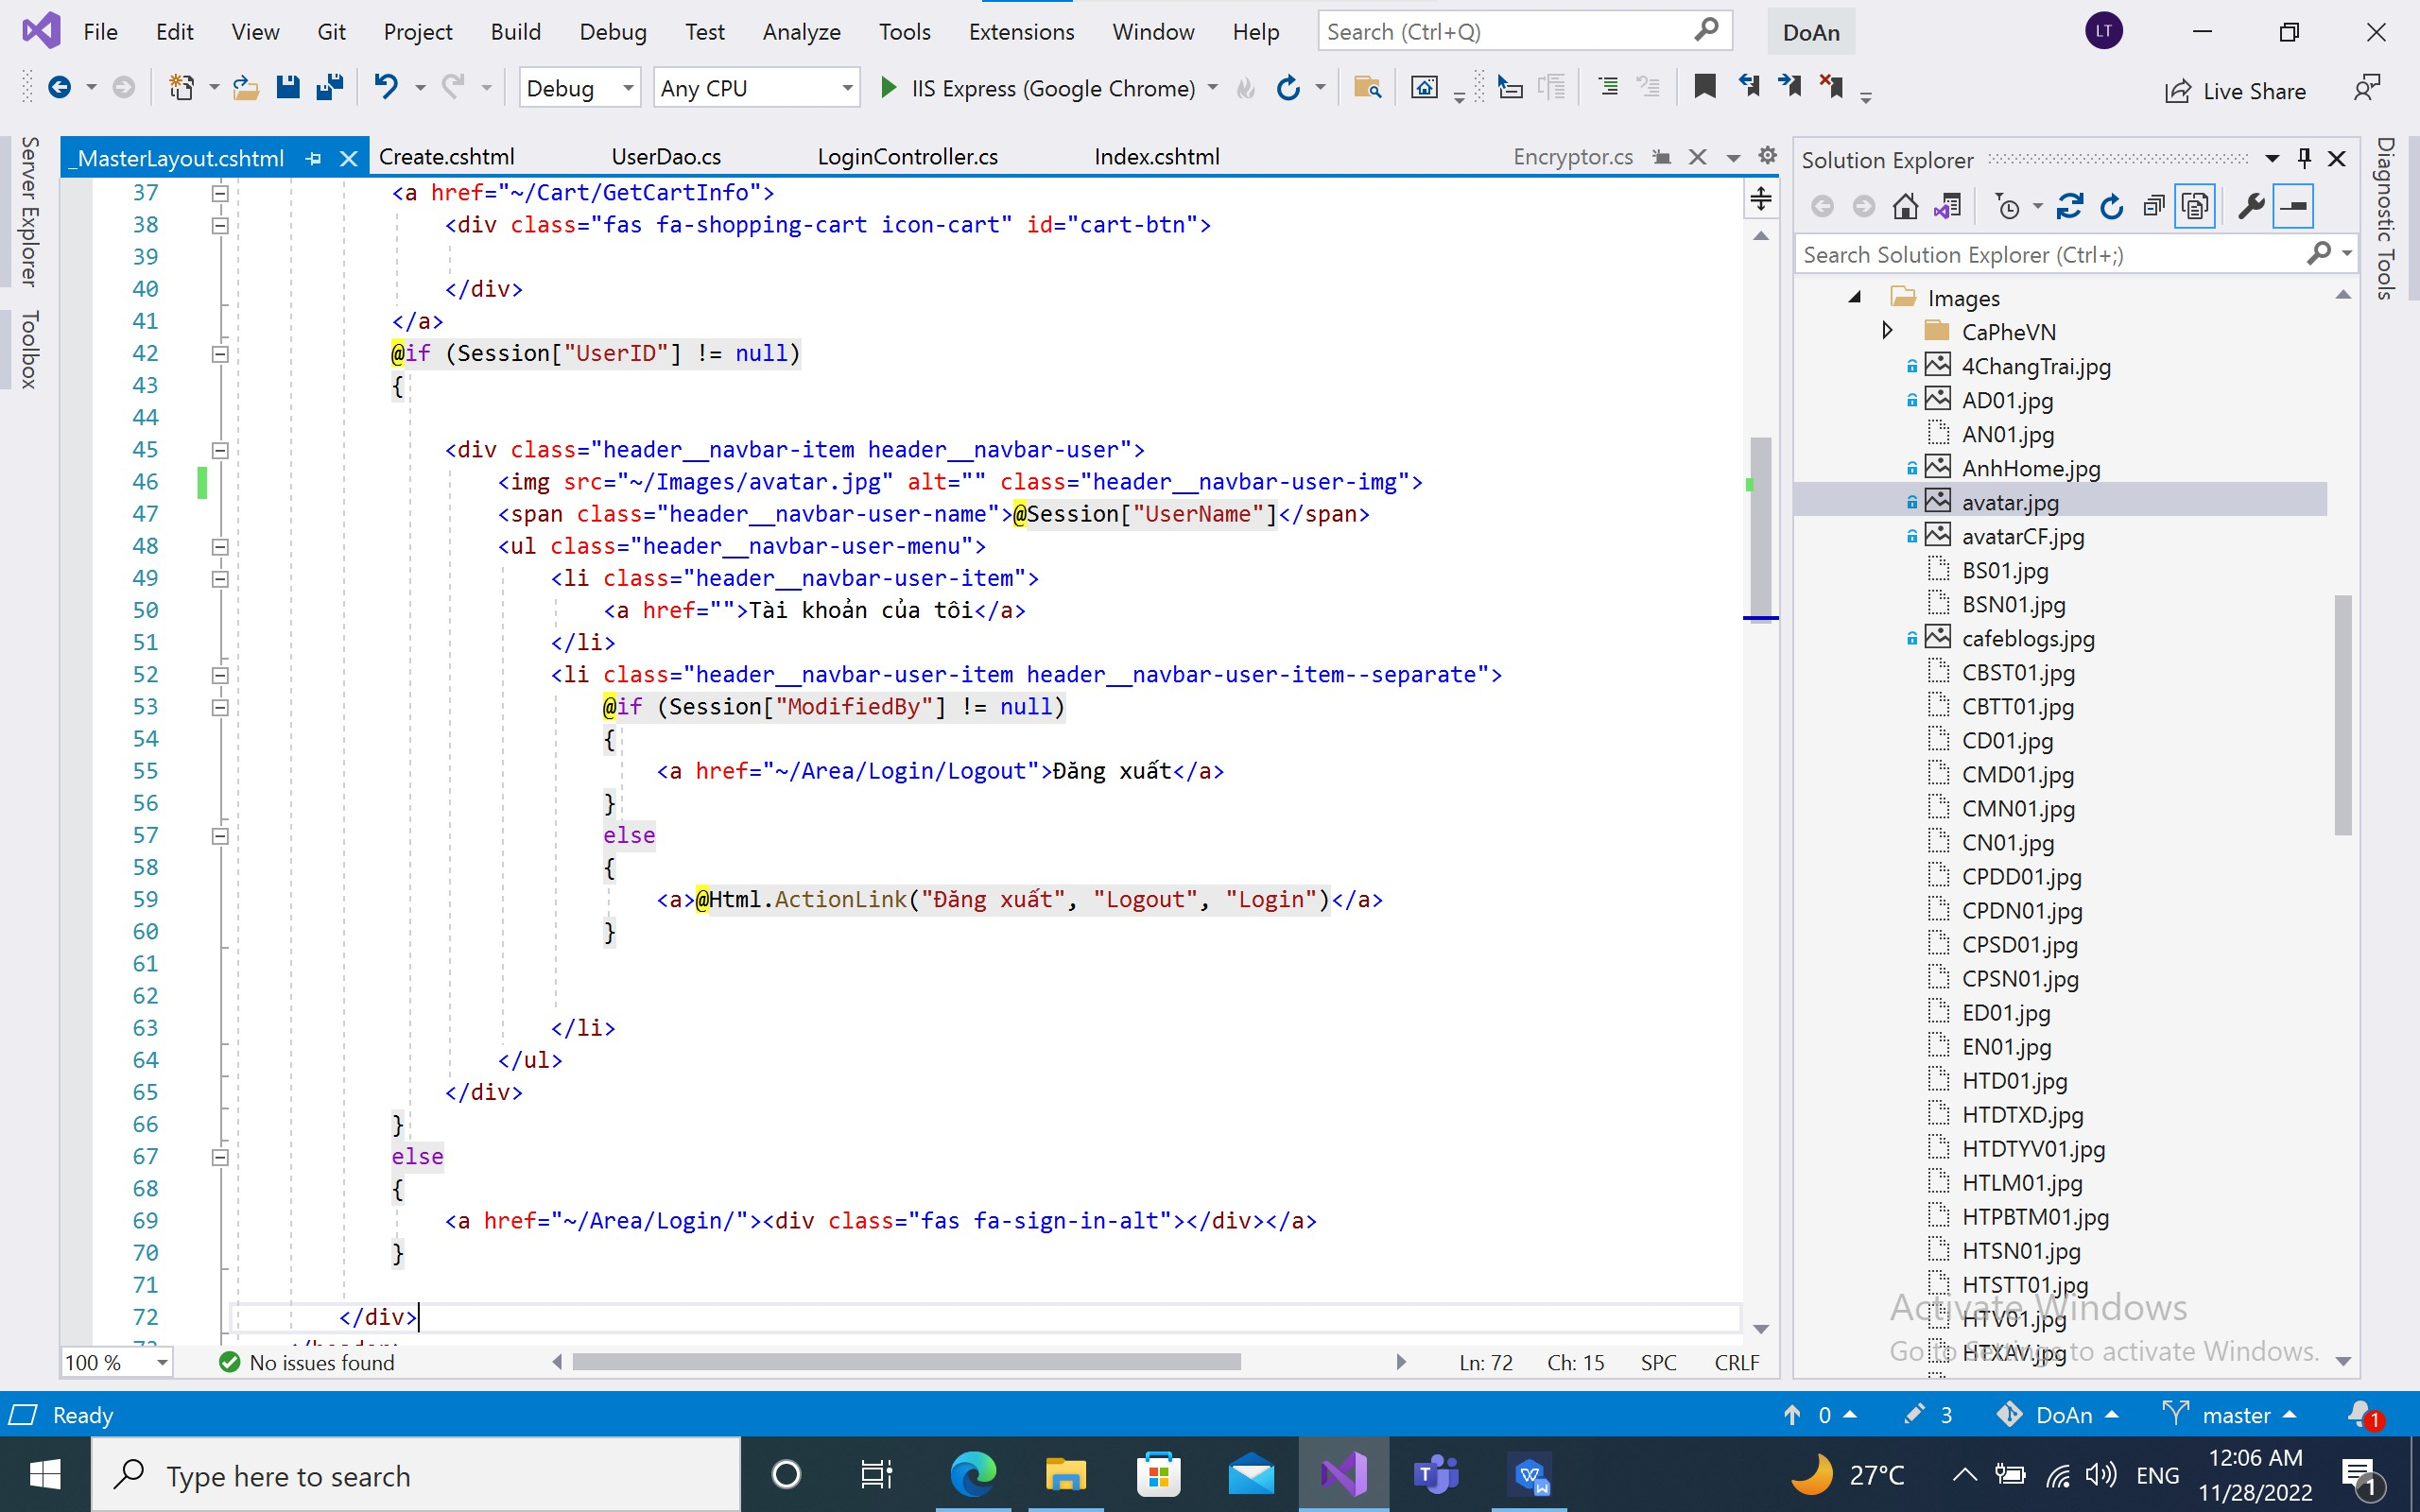 File Edit View Git Project Build Debug Test Analyze Tools Extensions Window Help Search (Ctrl+Q) DoAn LT
Debug Any CPU IIS Express (Google Chrome) Live Share
Server Explorer
Toolbox
_MasterLayout.cshtml Create.cshtml UserDao.cs LoginController.cs Index.cshtml Encryptor.cs
37 <a href="~/Cart/GetCartInfo">
38 <div class="fas fa-shopping-cart icon-cart" id="cart-btn">
39
40 </div>
41 </a>
42 @if (Session["UserID"] != null)
43 {
44
45 <div class="header__navbar-item header__navbar-user">
46 <img src="~/Images/avatar.jpg" alt="" class="header__navbar-user-img">
47 <span class="header__navbar-user-name">@Session["UserName"]</span>
48 <ul class="header__navbar-user-menu">
49 <li class="header__navbar-user-item">
50 <a href="">Tài khoản của tôi</a>
51 </li>
52 <li class="header__navbar-user-item header__navbar-user-item--separate">
53 @if (Session["ModifiedBy"] != null)
54 {
55 <a href="~/Area/Login/Logout">Đăng xuất</a>
56 }
57 else
58 {
59 <a>@Html.ActionLink("Đăng xuất", "Logout", "Login")</a>
60 }
61
62
63 </li>
64 </ul>
65 </div>
66 }
67 else
68 {
69 <a href="~/Area/Login/"><div class="fas fa-sign-in-alt"></div></a>
70 }
71
72 </div>
100 % No issues found Ln: 72 Ch: 15 SPC CRLF
Solution Explorer
Search Solution Explorer (Ctrl+;)
Images
CaPheVN
4ChangTrai.jpg
AD01.jpg
AN01.jpg
AnhHome.jpg
avatar.jpg
avatarCF.jpg
BS01.jpg
BSN01.jpg
cafeblogs.jpg
CBST01.jpg
CBTT01.jpg
CD01.jpg
CMD01.jpg
CMN01.jpg
CN01.jpg
CPDD01.jpg
CPDN01.jpg
CPSD01.jpg
CPSN01.jpg
ED01.jpg
EN01.jpg
HTD01.jpg
HTDTXD.jpg
HTDTYV01.jpg
HTLM01.jpg
HTPBTM01.jpg
HTSN01.jpg
HTSTT01.jpg
HTV01.jpg
HTXAV.jpg
Activate Windows
Go to Settings to activate Windows.
Diagnostic Tools
Ready 0 3 DoAn master 1
Type here to search 27°C ENG 12:06 AM
11/28/2022 1